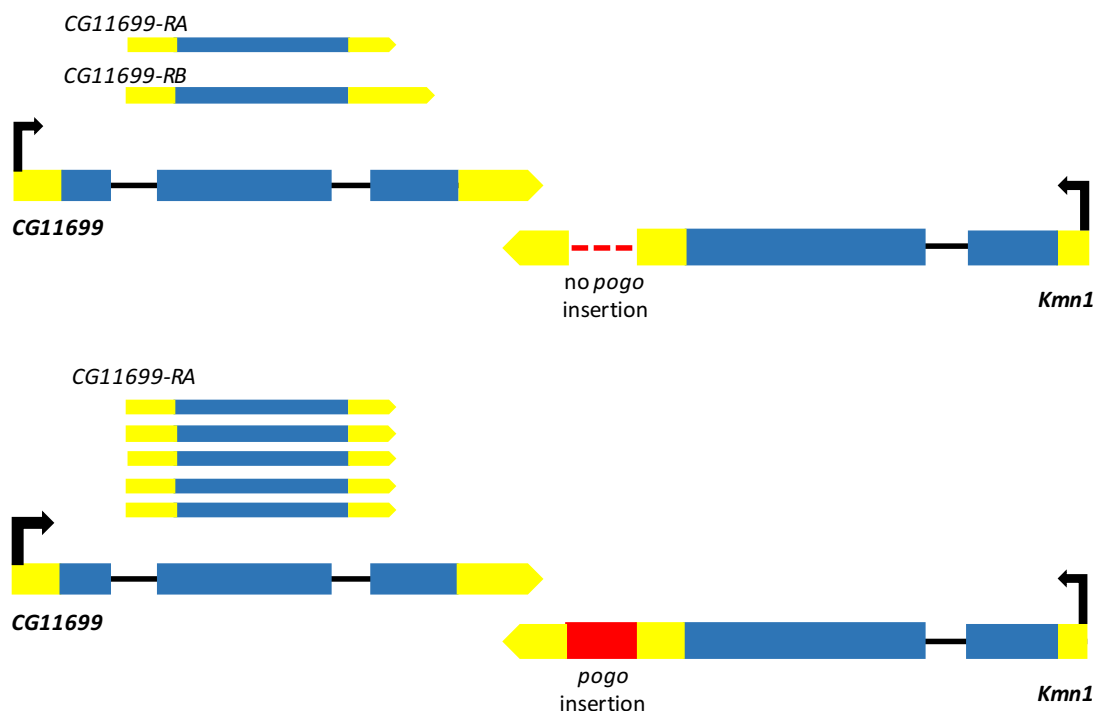 CG11699-RA
CG11699-RB
CG11699
no pogo
insertion
Kmn1
CG11699-RA
CG11699
pogo
insertion
Kmn1